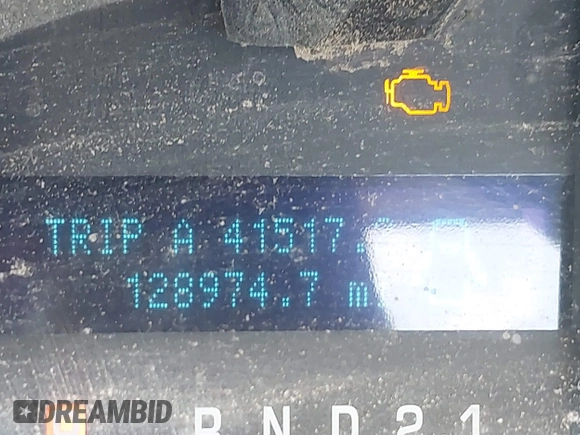 TRIP A 41517.
128974.7 m
R N D 2 1
DREAMBID